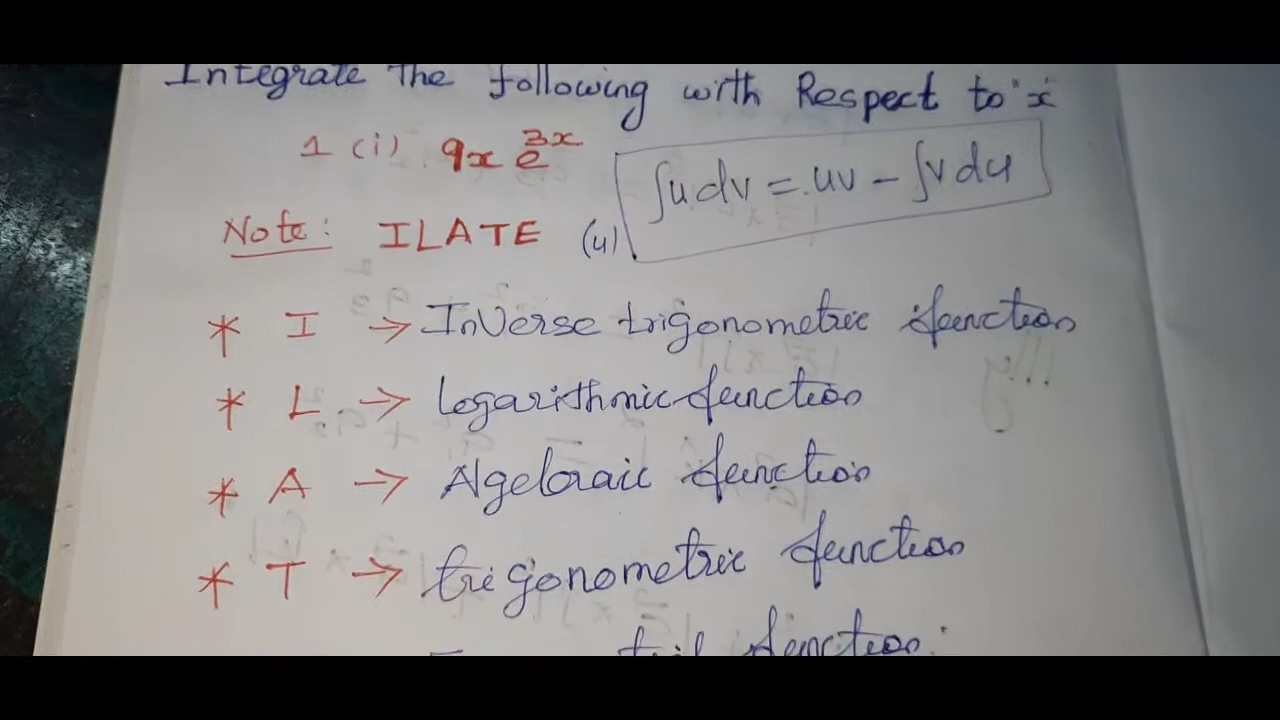 Integrate the following with Respect to 'x'
1 (i) 9x e^3x
∫u dv = uv - ∫v du
Note: ILATE (u)
* I → Inverse trigonometric function
* L → Logarithmic function
* A → Algebraic function
* T → trigonometric function
function